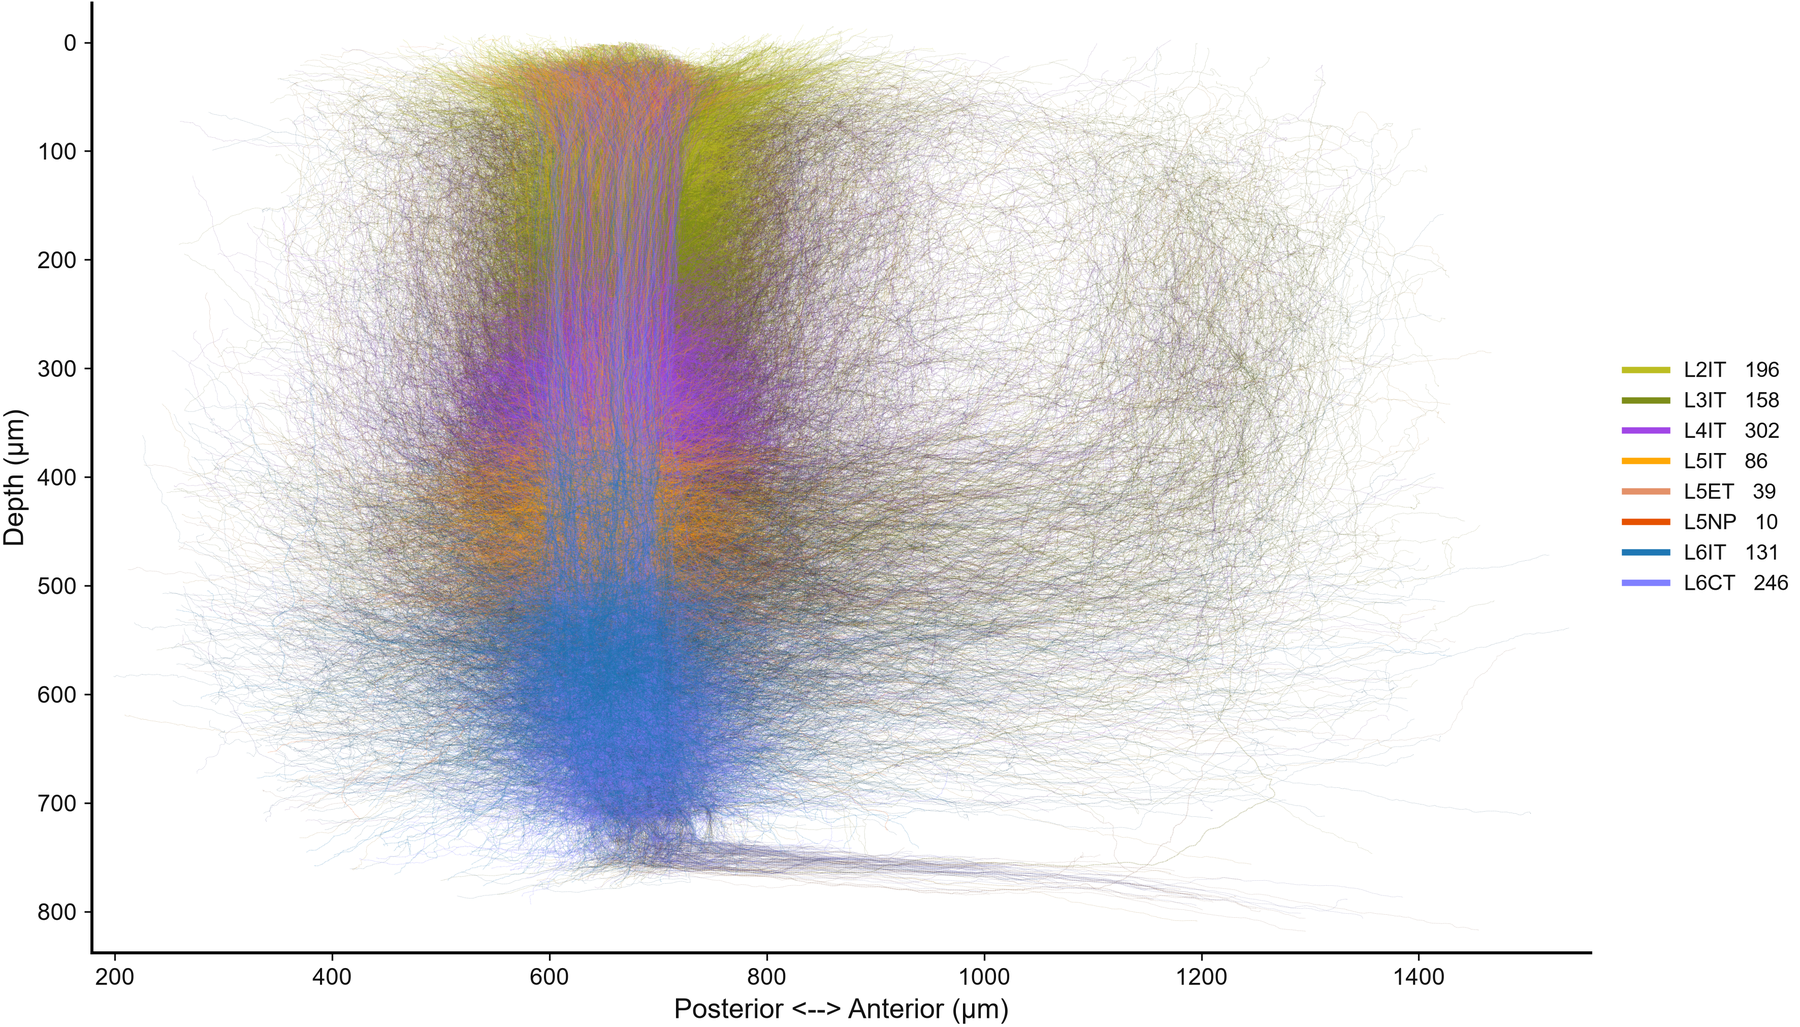 0
100
200
300
400
500
600
700
800
Depth (µm)
200 400 600 800 1000 1200 1400
Posterior <--> Anterior (µm)
L2IT 196
L3IT 158
L4IT 302
L5IT 86
L5ET 39
L5NP 10
L6IT 131
L6CT 246